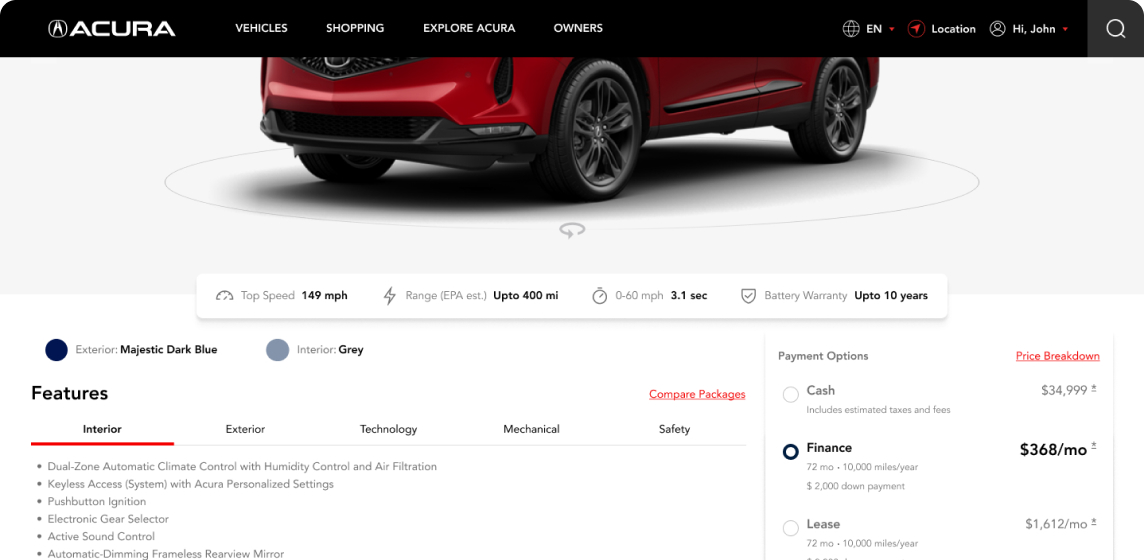 ACURA VEHICLES SHOPPING EXPLORE ACURA OWNERS EN Location Hi, John
Top Speed 149 mph Range (EPA est.) Upto 400 mi 0-60 mph 3.1 sec Battery Warranty Upto 10 years
Exterior: Majestic Dark Blue Interior: Grey
Features Compare Packages
Interior Exterior Technology Mechanical Safety
• Dual-Zone Automatic Climate Control with Humidity Control and Air Filtration
• Keyless Access (System) with Acura Personalized Settings
• Pushbutton Ignition
• Electronic Gear Selector
• Active Sound Control
• Automatic-Dimming Frameless Rearview Mirror
Payment Options Price Breakdown
Cash $34,999 *
Includes estimated taxes and fees
Finance $368/mo *
72 mo • 10,000 miles/year
$ 2,000 down payment
Lease $1,612/mo *
72 mo • 10,000 miles/year